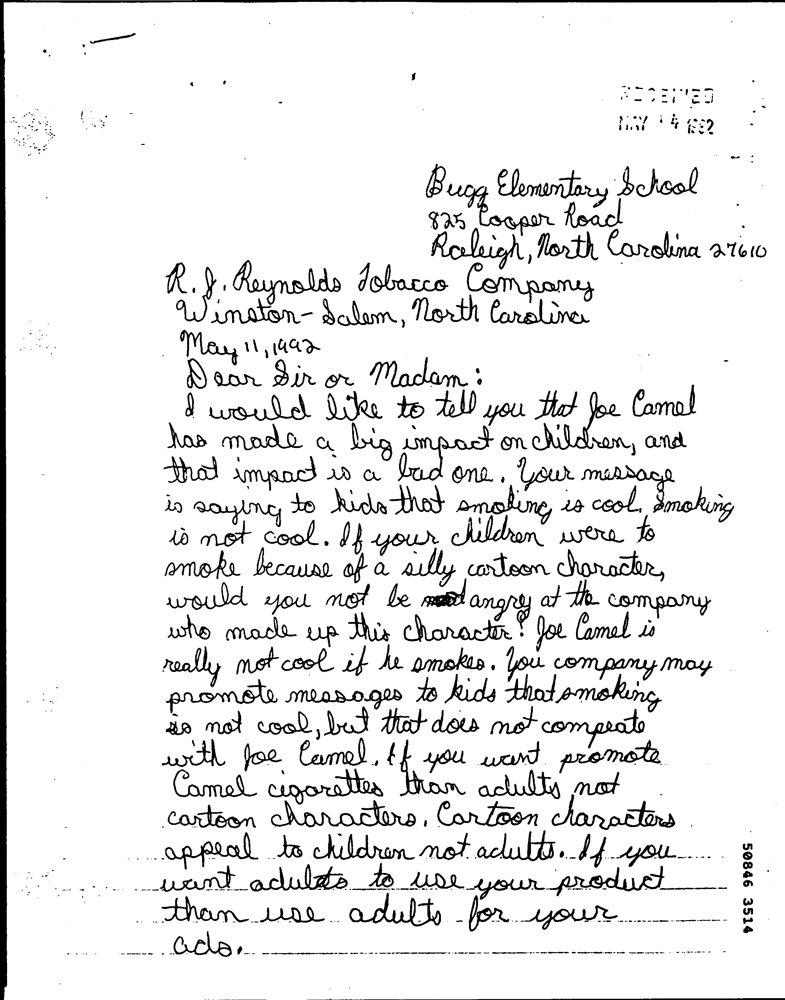 RECEIVED
MAY 14 1992
Bugg Elementary School
825 Cooper Road
Raleigh, North Carolina 27610
R. J. Reynolds Tobacco Company
Winston-Salem, North Carolina
May 11, 1992
Dear Sir or Madam:
I would like to tell you that Joe Camel
has made a big impact on children, and
that impact is a bad one. Your message
is saying to kids that smoking is cool. Smoking
is not cool. If your children were to
smoke because of a silly cartoon character,
would you not be angry at the company
who made up this character? Joe Camel is
really not cool if he smokes. You company may
promote messages to kids that smoking
is not cool, but that does not compeate
with Joe Camel. If you want promote
Camel cigarettes than adults not
cartoon characters. Cartoon characters
appeal to children not adults. If you
want adults to use your product
than use adults for your
ads.
50846 3514